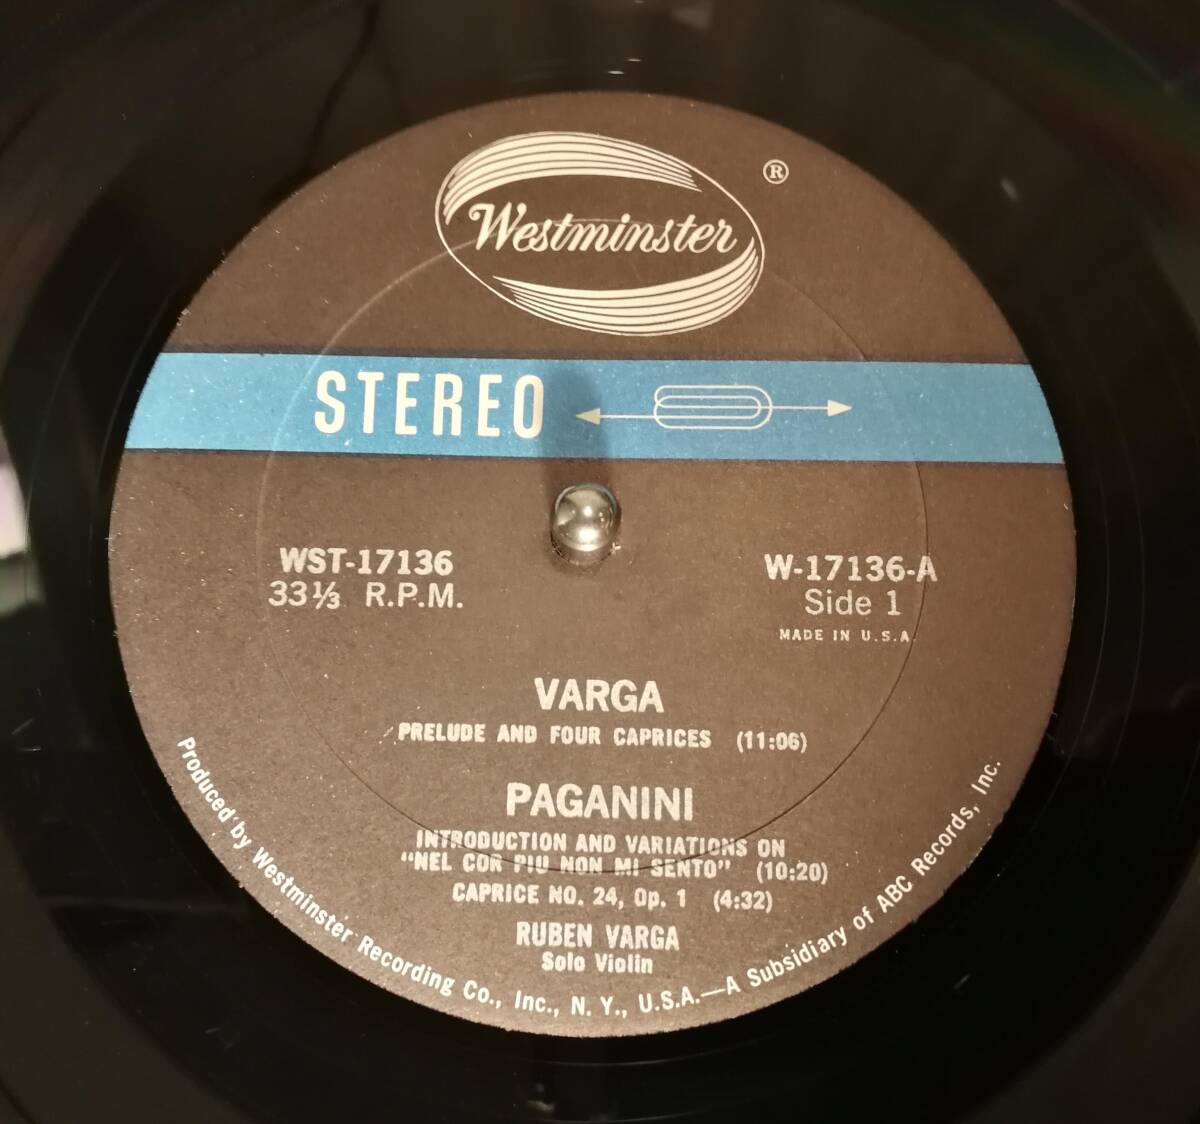 Westminster ®
STEREO
WST-17136
33⅓ R.P.M.
W-17136-A
Side 1
MADE IN U.S.A.
VARGA
PRELUDE AND FOUR CAPRICES (11:06)
PAGANINI
INTRODUCTION AND VARIATIONS ON
"NEL COR PIU NON MI SENTO" (10:20)
CAPRICE NO. 24, Op. 1 (4:32)
RUBEN VARGA
Solo Violin
Produced by Westminster Recording Co., Inc., N. Y., U.S.A.—A Subsidiary of ABC Records, Inc.